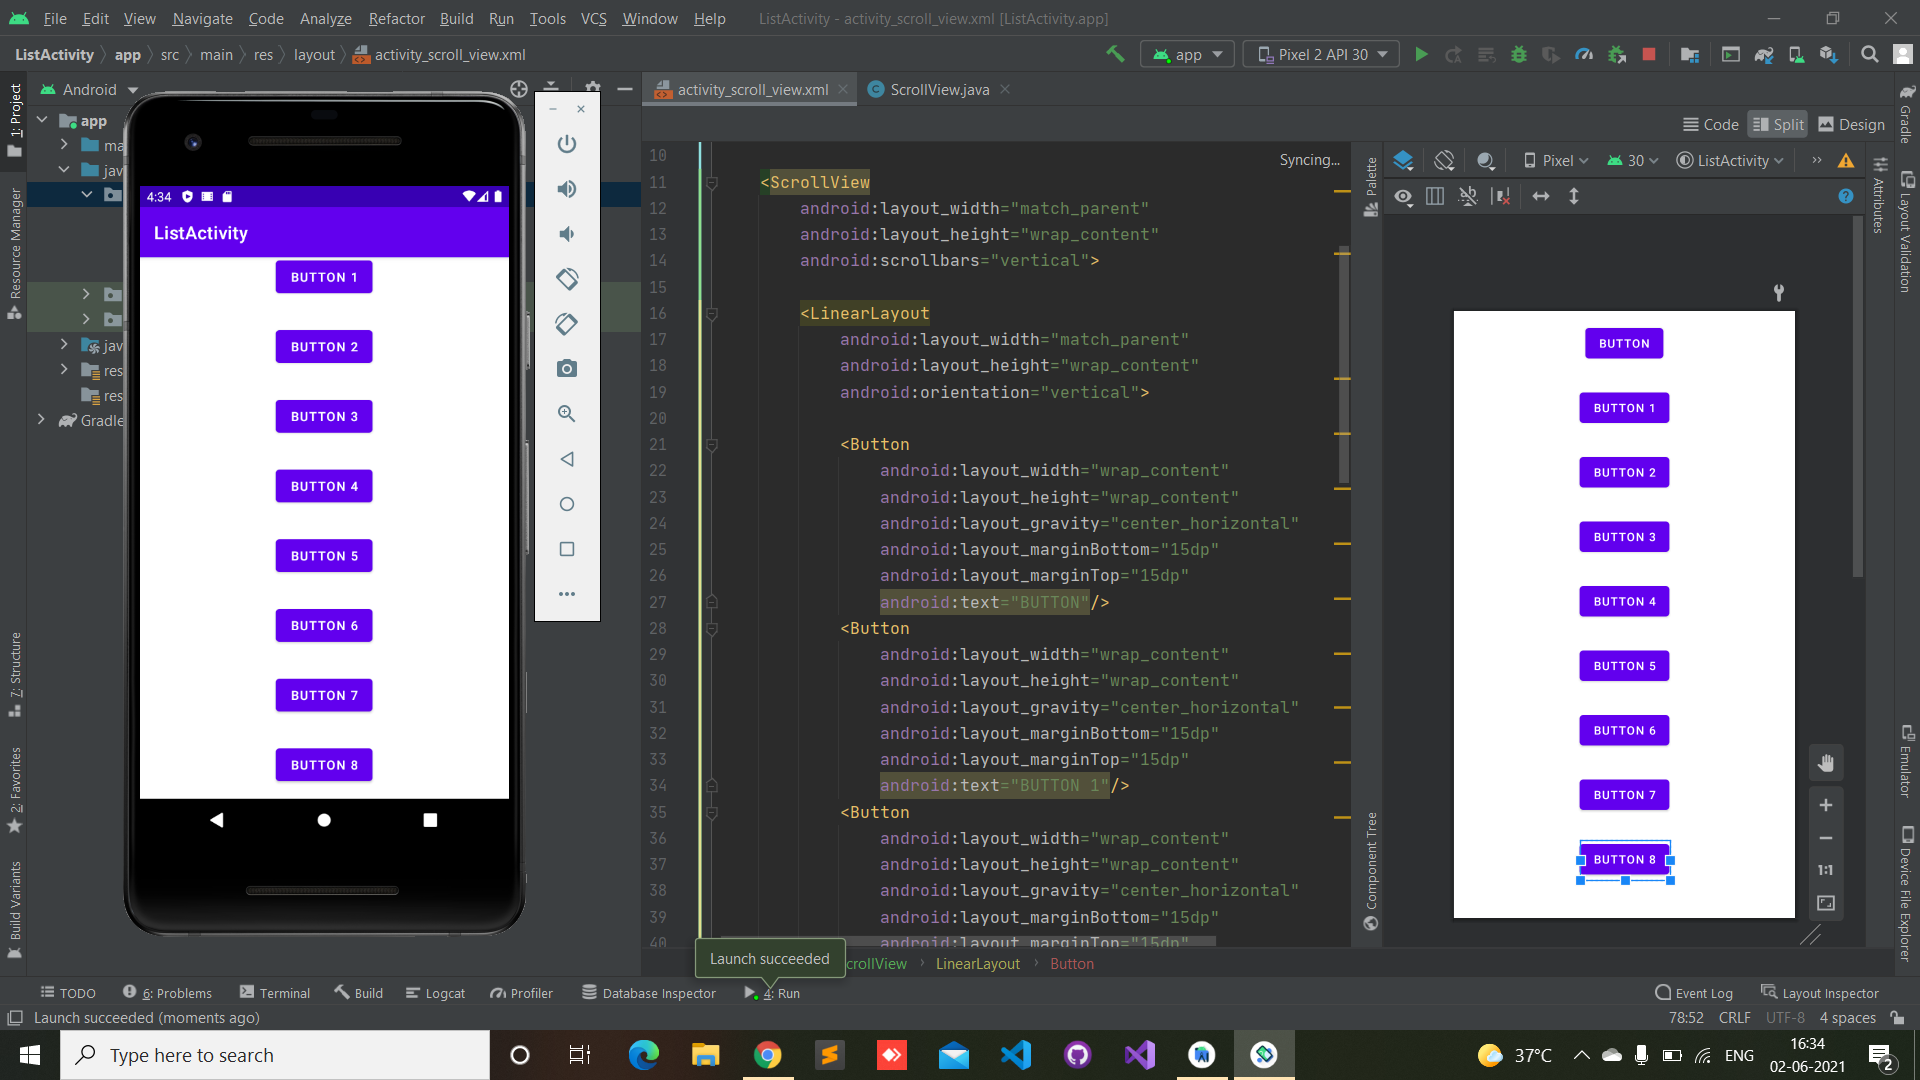 File Edit View Navigate Code Analyze Refactor Build Run Tools VCS Window Help ListActivity - activity_scroll_view.xml [ListActivity.app]
ListActivity app src main res layout activity_scroll_view.xml app Pixel 2 API 30
Android
activity_scroll_view.xml ScrollView.java
Code Split Design
1: Project
Resource Manager
7: Structure
2: Favorites
Build Variants
app
ma
jav
jav
res
res
Gradle
4:34
ListActivity
BUTTON 1
BUTTON 2
BUTTON 3
BUTTON 4
BUTTON 5
BUTTON 6
BUTTON 7
BUTTON 8
Syncing...
10
11 <ScrollView
12 android:layout_width="match_parent"
13 android:layout_height="wrap_content"
14 android:scrollbars="vertical">
15
16 <LinearLayout
17 android:layout_width="match_parent"
18 android:layout_height="wrap_content"
19 android:orientation="vertical">
20
21 <Button
22 android:layout_width="wrap_content"
23 android:layout_height="wrap_content"
24 android:layout_gravity="center_horizontal"
25 android:layout_marginBottom="15dp"
26 android:layout_marginTop="15dp"
27 android:text="BUTTON"/>
28 <Button
29 android:layout_width="wrap_content"
30 android:layout_height="wrap_content"
31 android:layout_gravity="center_horizontal"
32 android:layout_marginBottom="15dp"
33 android:layout_marginTop="15dp"
34 android:text="BUTTON 1"/>
35 <Button
36 android:layout_width="wrap_content"
37 android:layout_height="wrap_content"
38 android:layout_gravity="center_horizontal"
39 android:layout_marginBottom="15dp"
40 android:layout_marginTop="15dp"
Launch succeeded
crollView LinearLayout Button
Palette
Component Tree
Pixel 30 ListActivity
BUTTON
BUTTON 1
BUTTON 2
BUTTON 3
BUTTON 4
BUTTON 5
BUTTON 6
BUTTON 7
BUTTON 8
1:1
Attributes
Gradle
Layout Validation
Emulator
Device File Explorer
TODO 6: Problems Terminal Build Logcat Profiler Database Inspector 4: Run Event Log Layout Inspector
Launch succeeded (moments ago) 78:52 CRLF UTF-8 4 spaces
Type here to search 37°C ENG 16:34
02-06-2021
2